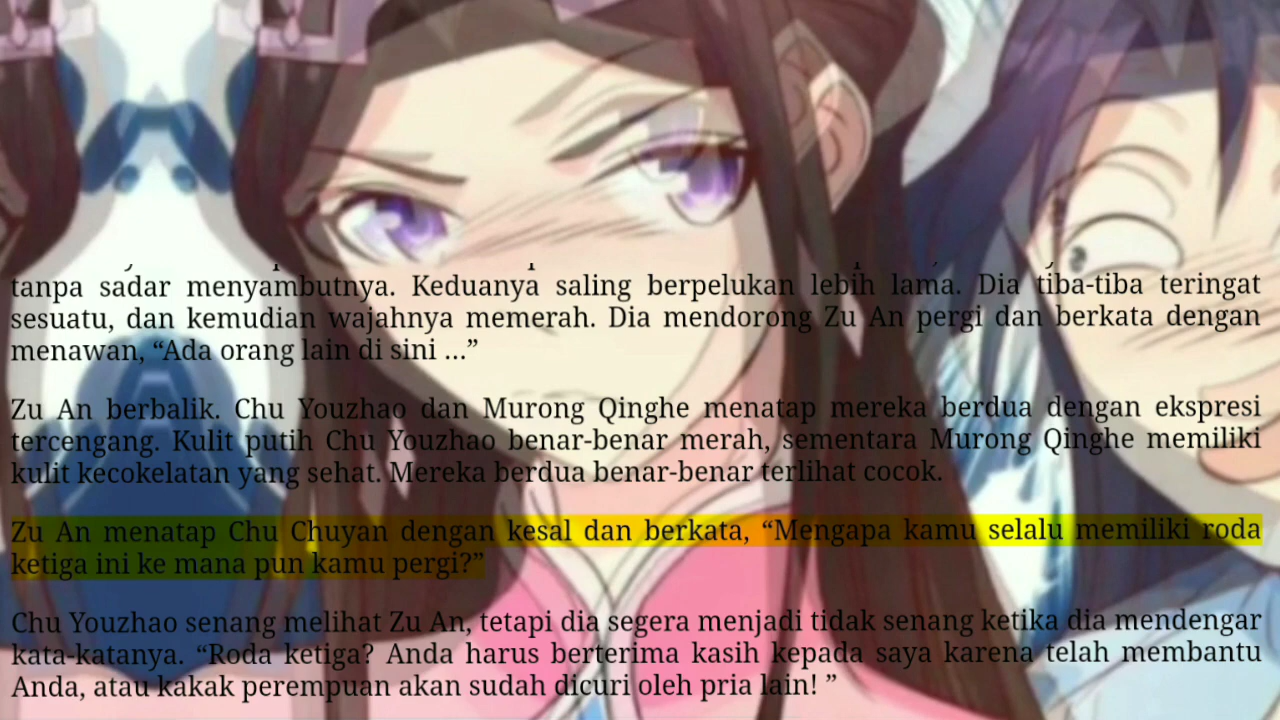 tanpa sadar menyambutnya. Keduanya saling berpelukan lebih lama. Dia tiba-tiba teringat
sesuatu, dan kemudian wajahnya memerah. Dia mendorong Zu An pergi dan berkata dengan
menawan, “Ada orang lain di sini ...”
Zu An berbalik. Chu Youzhao dan Murong Qinghe menatap mereka berdua dengan ekspresi
tercengang. Kulit putih Chu Youzhao benar-benar merah, sementara Murong Qinghe memiliki
kulit kecokelatan yang sehat. Mereka berdua benar-benar terlihat cocok.
Zu An menatap Chu Chuyan dengan kesal dan berkata, “Mengapa kamu selalu memiliki roda
ketiga ini ke mana pun kamu pergi?”
Chu Youzhao senang melihat Zu An, tetapi dia segera menjadi tidak senang ketika dia mendengar
kata-katanya. “Roda ketiga? Anda harus berterima kasih kepada saya karena telah membantu
Anda, atau kakak perempuan akan sudah dicuri oleh pria lain! ”